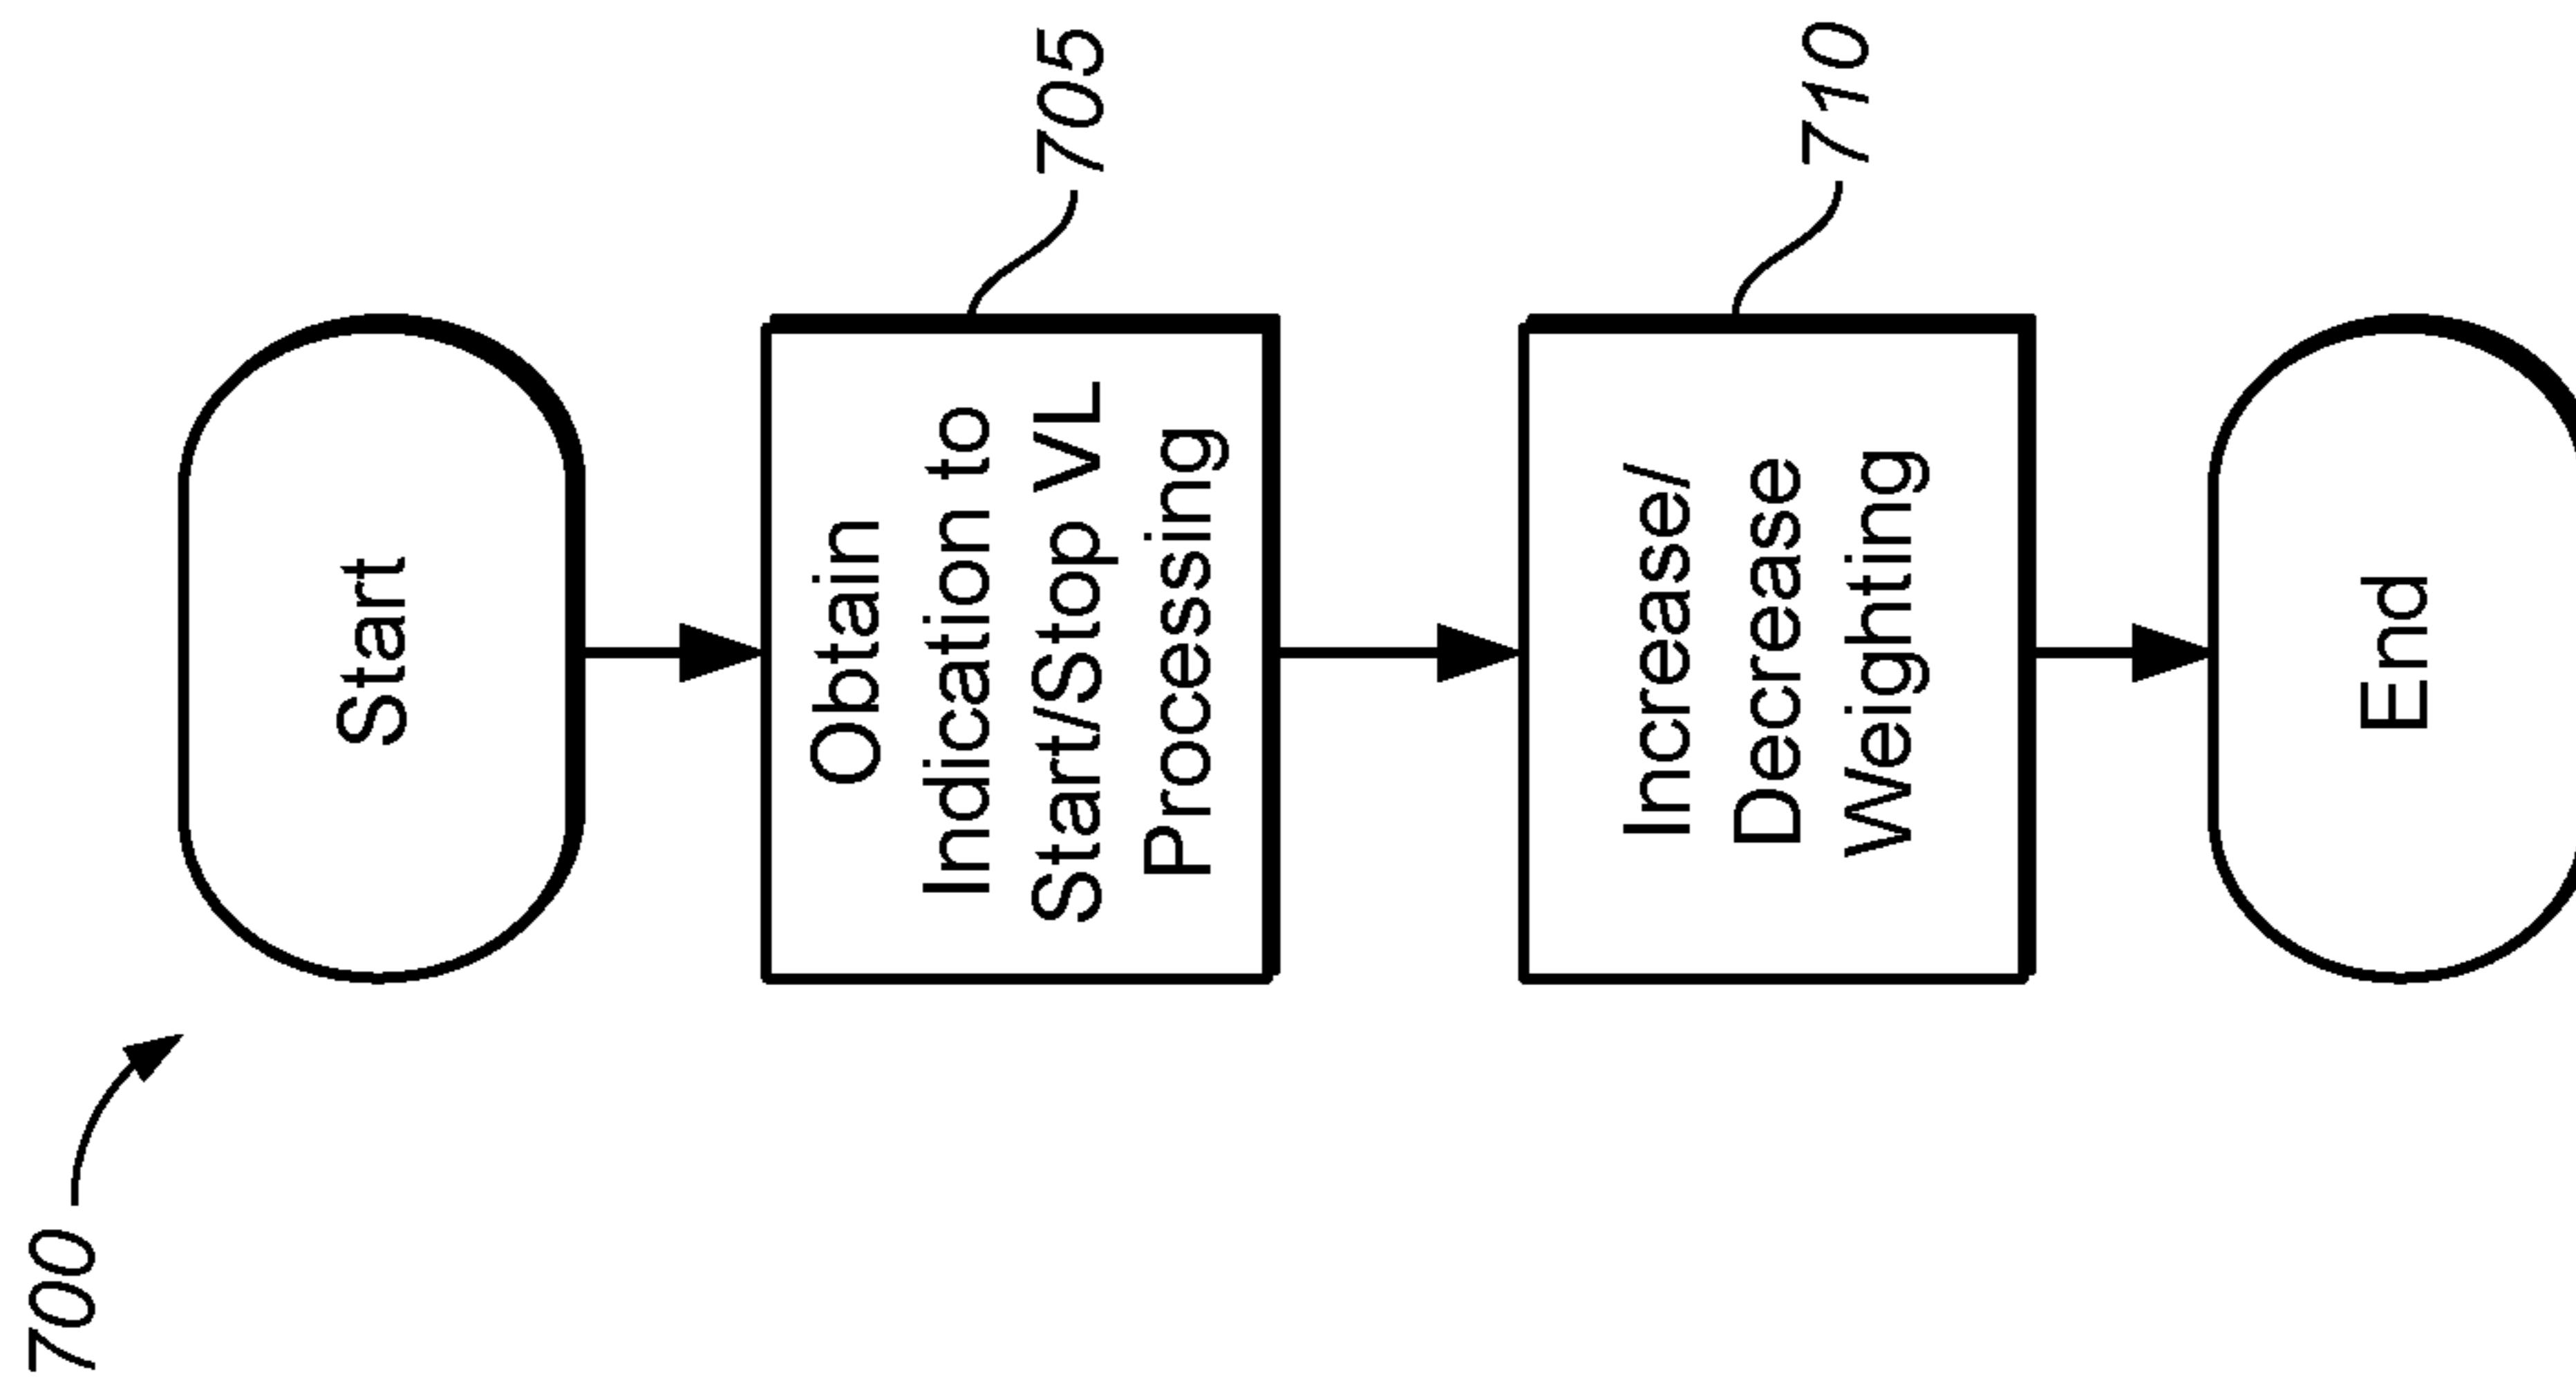 700
Start
Obtain
Indication to
Start/Stop VL
Processing
705
Increase/
Decrease
Weighting
710
End